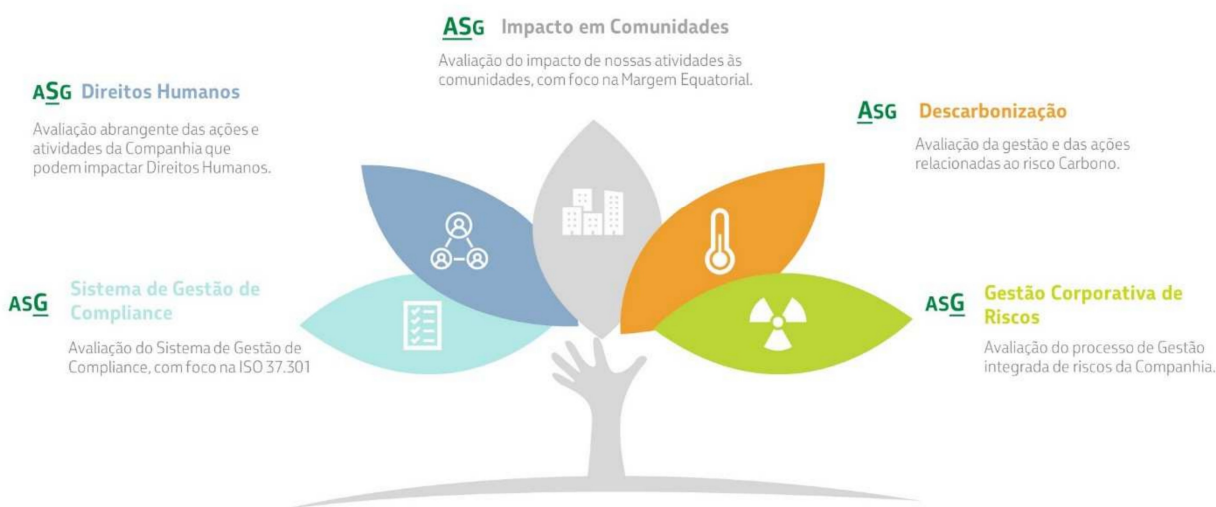 ASG Impacto em Comunidades
Avaliação do impacto de nossas atividades às
comunidades, com foco na Margem Equatorial.
ASG Direitos Humanos
Avaliação abrangente das ações e
atividades da Companhia que
podem impactar Direitos Humanos.
ASG Descarbonização
Avaliação da gestão e das ações
relacionadas ao risco Carbono.
ASG Sistema de Gestão de
Compliance
Avaliação do Sistema de Gestão de
Compliance, com foco na ISO 37.301
ASG Gestão Corporativa de
Riscos
Avaliação do processo de Gestão
integrada de riscos da Companhia.